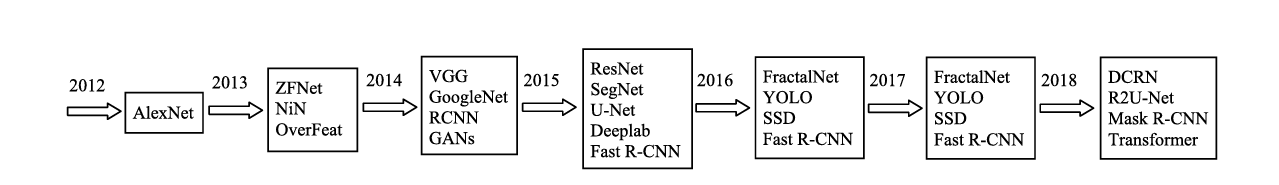 2012
AlexNet
2013
ZFNet
NiN
OverFeat
2014
VGG
GoogleNet
RCNN
GANs
2015
ResNet
SegNet
U-Net
Deeplab
Fast R-CNN
2016
FractalNet
YOLO
SSD
Fast R-CNN
2017
FractalNet
YOLO
SSD
Fast R-CNN
2018
DCRN
R2U-Net
Mask R-CNN
Transformer